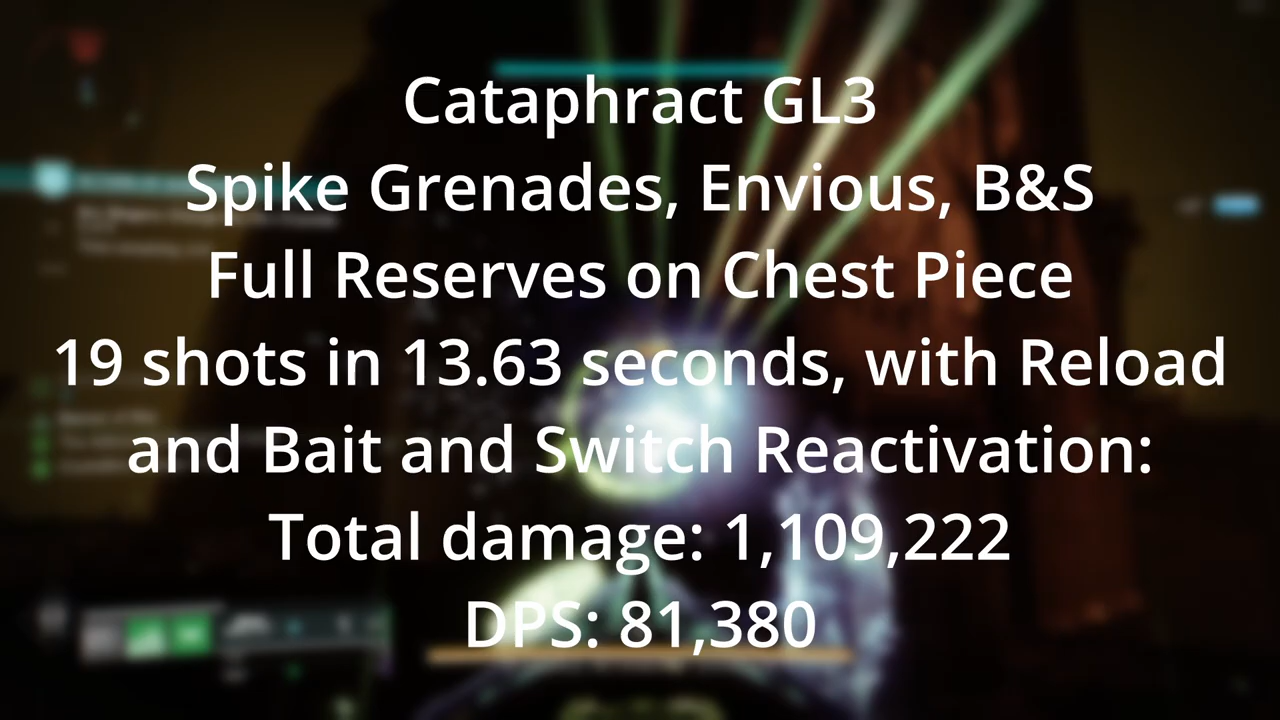 Cataphract GL3
Spike Grenades, Envious, B&S
Full Reserves on Chest Piece
19 shots in 13.63 seconds, with Reload
and Bait and Switch Reactivation:
Total damage: 1,109,222
DPS: 81,380